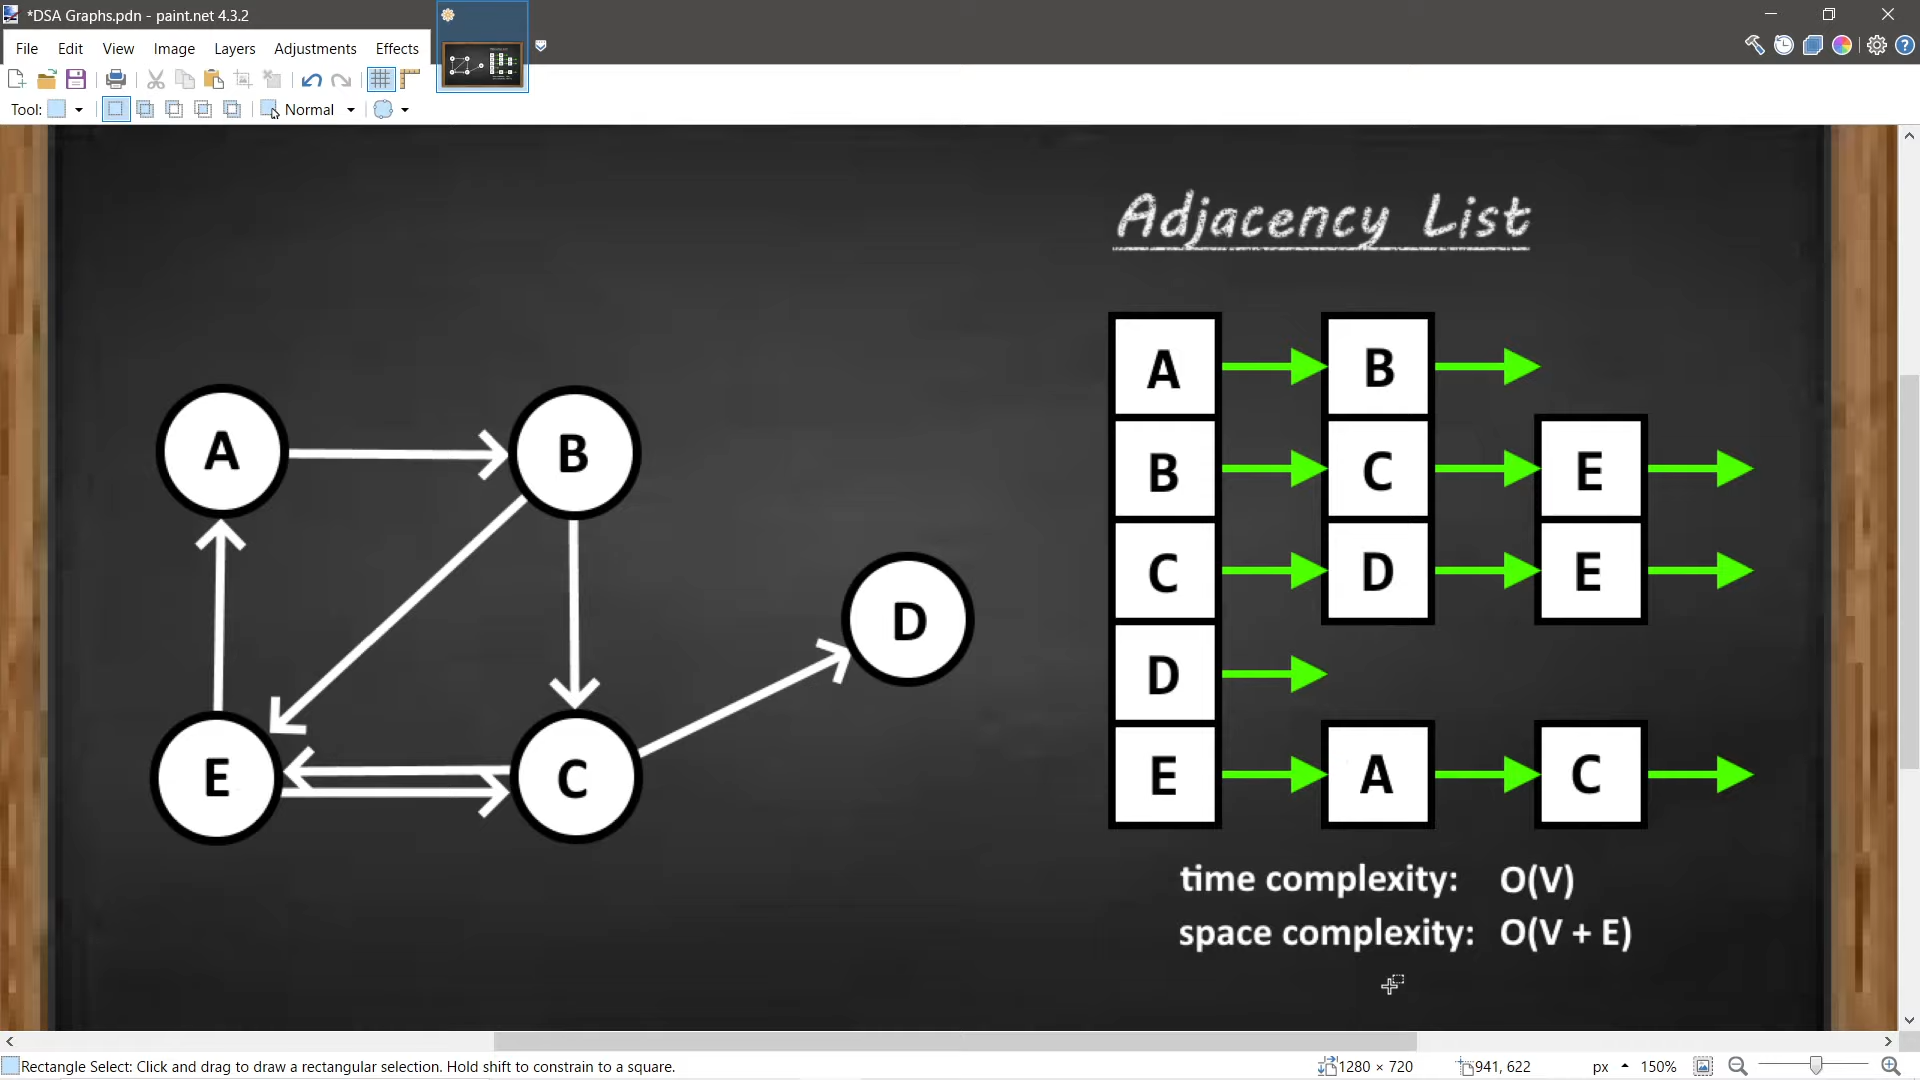 *DSA Graphs.pdn - paint.net 4.3.2
File Edit View Image Layers Adjustments Effects
Tool: Normal
Adjacency List
A B
B C E
C D E
D
E A C
A B
D
E C
time complexity: O(V)
space complexity: O(V + E)
Rectangle Select: Click and drag to draw a rectangular selection. Hold shift to constrain to a square. 1280 × 720 941, 622 px 150%